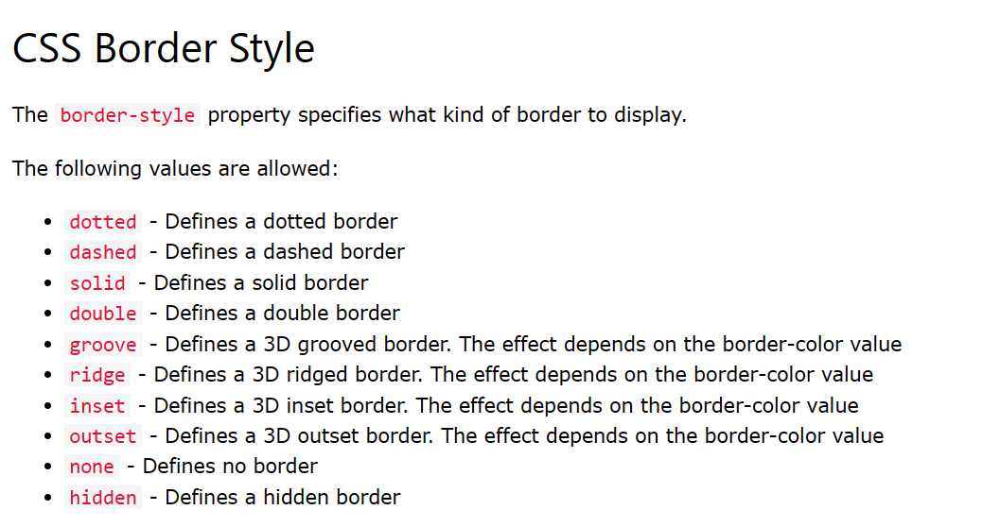 CSS Border Style
The border-style property specifies what kind of border to display.
The following values are allowed:
• dotted - Defines a dotted border
• dashed - Defines a dashed border
• solid - Defines a solid border
• double - Defines a double border
• groove - Defines a 3D grooved border. The effect depends on the border-color value
• ridge - Defines a 3D ridged border. The effect depends on the border-color value
• inset - Defines a 3D inset border. The effect depends on the border-color value
• outset - Defines a 3D outset border. The effect depends on the border-color value
• none - Defines no border
• hidden - Defines a hidden border